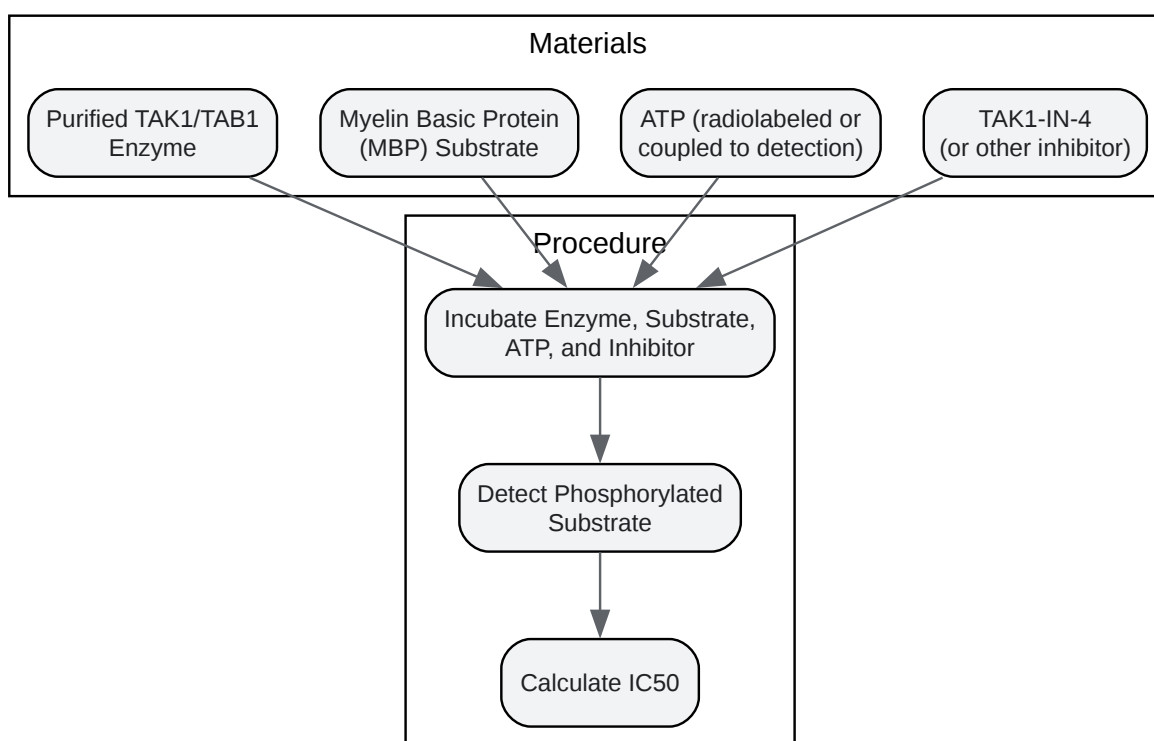 Materials
Purified TAK1/TAB1
Enzyme
Myelin Basic Protein
(MBP) Substrate
ATP (radiolabeled or
coupled to detection)
TAK1-IN-4
(or other inhibitor)
Procedure
Incubate Enzyme, Substrate,
ATP, and Inhibitor
Detect Phosphorylated
Substrate
Calculate IC50